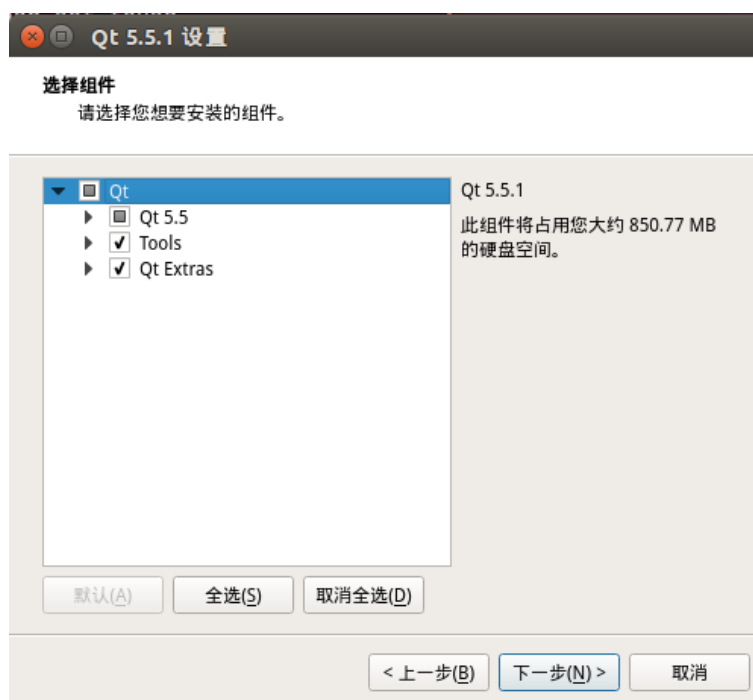 Qt 5.5.1 设置
选择组件
请选择您想要安装的组件。
Qt
Qt 5.5
Tools
Qt Extras
Qt 5.5.1
此组件将占用您大约 850.77 MB
的硬盘空间。
默认(A)
全选(S)
取消全选(D)
< 上一步(B)
下一步(N) >
取消